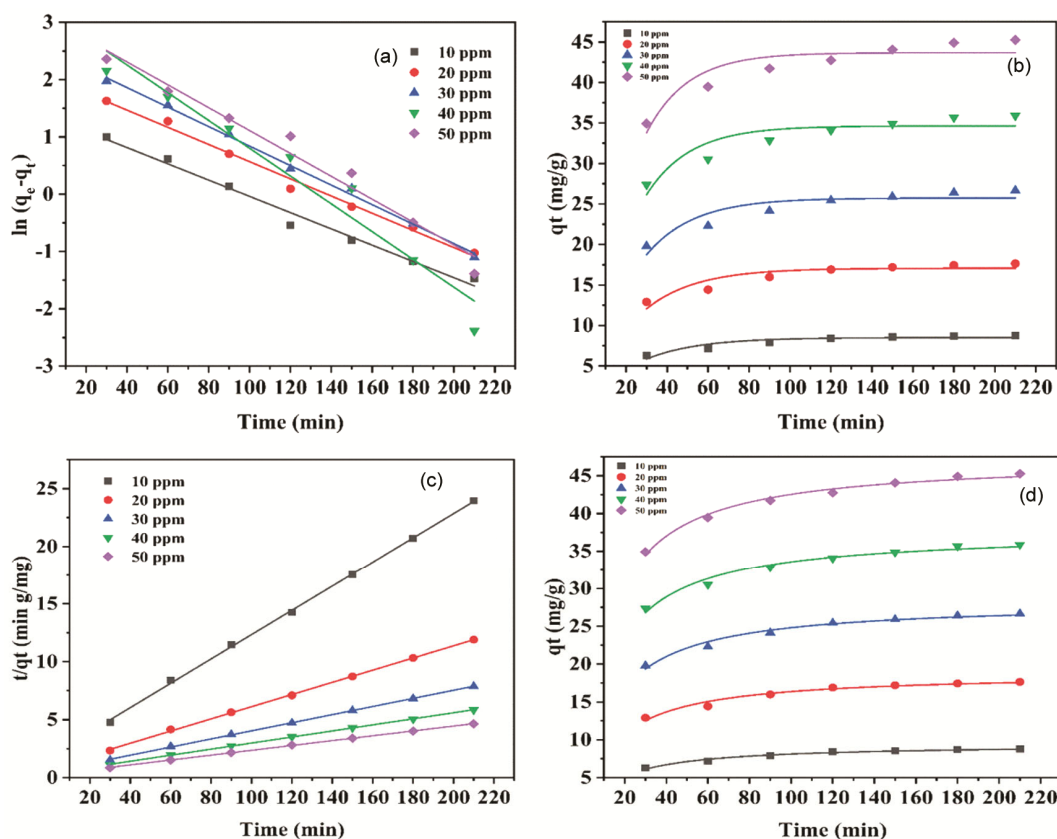 (a)
10 ppm
20 ppm
30 ppm
40 ppm
50 ppm
3
2
1
0
-1
-2
-3
ln (qe-qt)
20 40 60 80 100 120 140 160 180 200 220
Time (min)
(b)
10 ppm
20 ppm
30 ppm
40 ppm
50 ppm
45
40
35
30
25
20
15
10
5
qt (mg/g)
20 40 60 80 100 120 140 160 180 200 220
Time (min)
(c)
10 ppm
20 ppm
30 ppm
40 ppm
50 ppm
25
20
15
10
5
0
t/qt (min g/mg)
20 40 60 80 100 120 140 160 180 200 220
Time (min)
(d)
10 ppm
20 ppm
30 ppm
40 ppm
50 ppm
45
40
35
30
25
20
15
10
5
qt (mg/g)
20 40 60 80 100 120 140 160 180 200 220
Time (min)